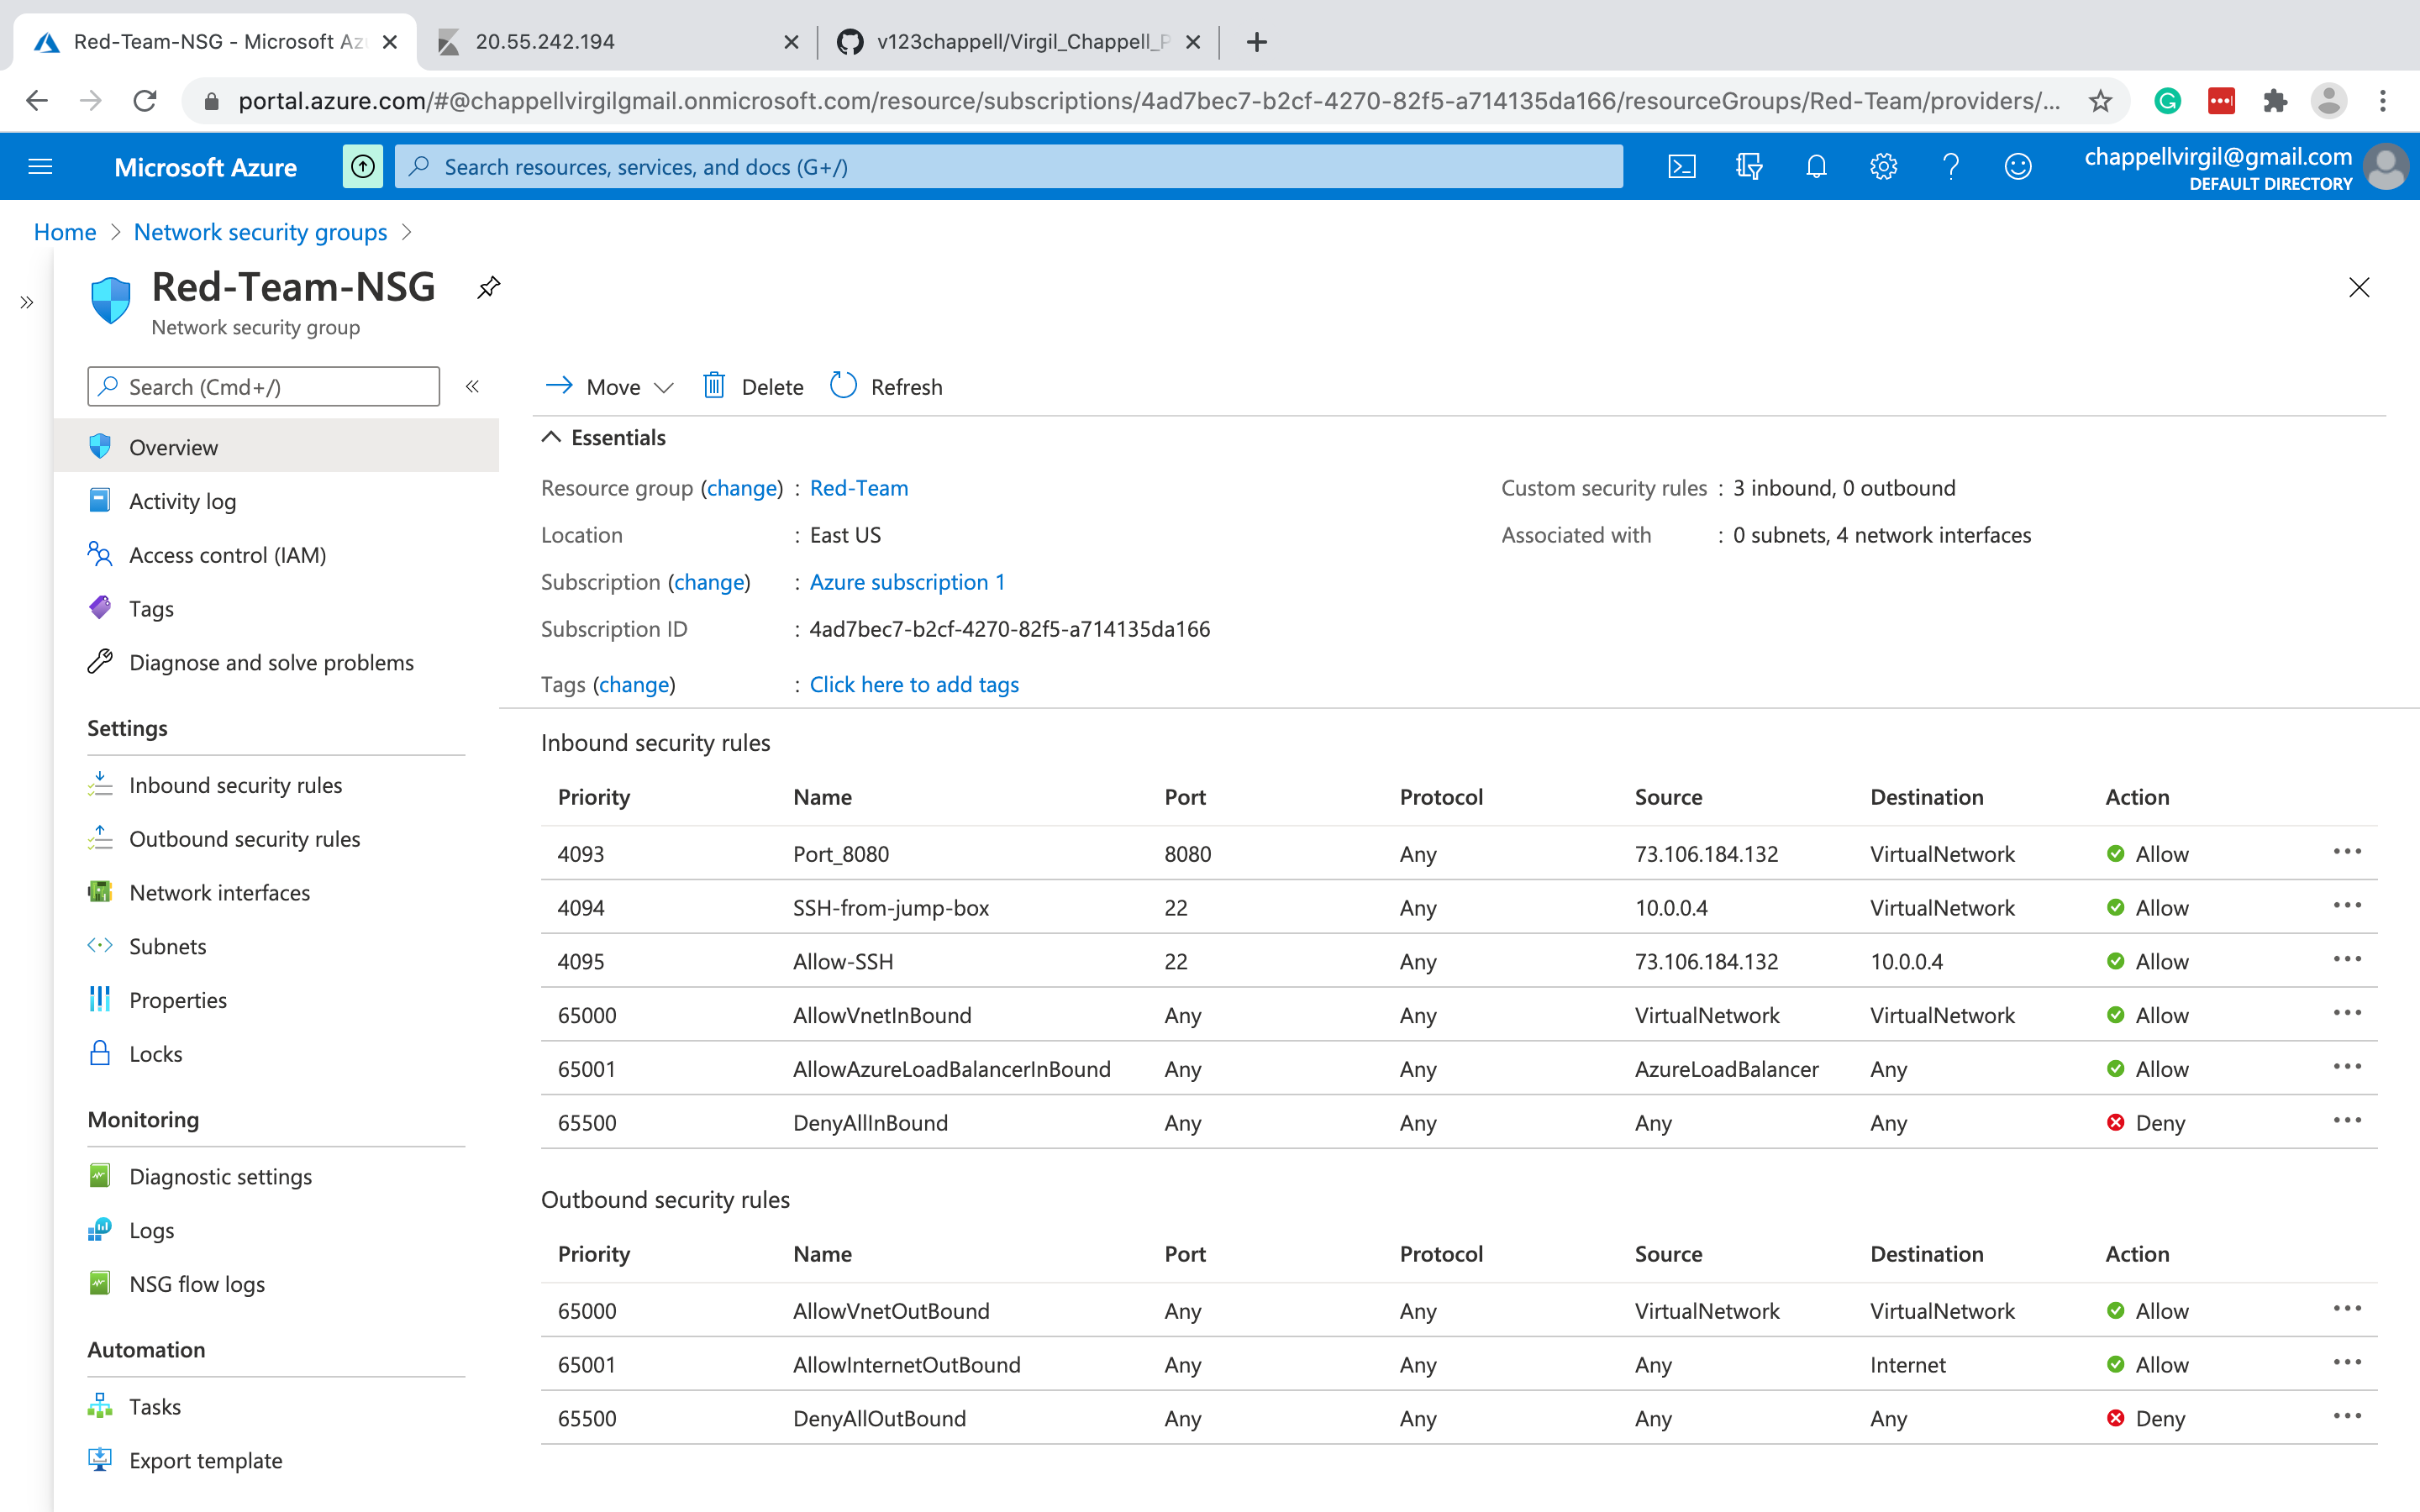 Red-Team-NSG - Microsoft Az
20.55.242.194
v123chappell/Virgil_Chappell_P
portal.azure.com/#@chappellvirgilgmail.onmicrosoft.com/resource/subscriptions/4ad7bec7-b2cf-4270-82f5-a714135da166/resourceGroups/Red-Team/providers/...
Microsoft Azure
Search resources, services, and docs (G+/)
chappellvirgil@gmail.com
DEFAULT DIRECTORY
Home > Network security groups >
Red-Team-NSG
Network security group
Search (Cmd+/)
Overview
Activity log
Access control (IAM)
Tags
Diagnose and solve problems
Settings
Inbound security rules
Outbound security rules
Network interfaces
Subnets
Properties
Locks
Monitoring
Diagnostic settings
Logs
NSG flow logs
Automation
Tasks
Export template
Move Delete Refresh
Essentials
Resource group (change) : Red-Team
Location : East US
Subscription (change) : Azure subscription 1
Subscription ID : 4ad7bec7-b2cf-4270-82f5-a714135da166
Tags (change) : Click here to add tags
Custom security rules : 3 inbound, 0 outbound
Associated with : 0 subnets, 4 network interfaces
Inbound security rules
Priority Name Port Protocol Source Destination Action
4093 Port_8080 8080 Any 73.106.184.132 VirtualNetwork Allow ...
4094 SSH-from-jump-box 22 Any 10.0.0.4 VirtualNetwork Allow ...
4095 Allow-SSH 22 Any 73.106.184.132 10.0.0.4 Allow ...
65000 AllowVnetInBound Any Any VirtualNetwork VirtualNetwork Allow ...
65001 AllowAzureLoadBalancerInBound Any Any AzureLoadBalancer Any Allow ...
65500 DenyAllInBound Any Any Any Any Deny ...
Outbound security rules
Priority Name Port Protocol Source Destination Action
65000 AllowVnetOutBound Any Any VirtualNetwork VirtualNetwork Allow ...
65001 AllowInternetOutBound Any Any Any Internet Allow ...
65500 DenyAllOutBound Any Any Any Any Deny ...